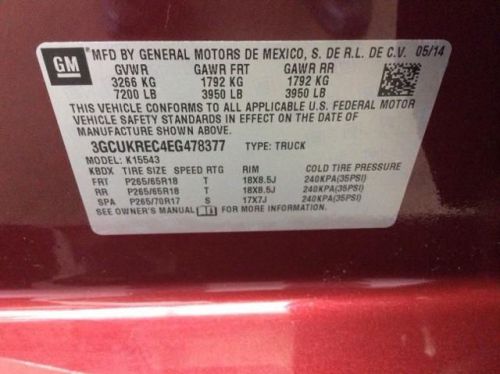 GM MFD BY GENERAL MOTORS DE MEXICO, S. DE R.L. DE C.V. 05/14
GVWR GAWR FRT GAWR RR
3266 KG 1792 KG 1792 KG
7200 LB 3950 LB 3950 LB
THIS VEHICLE CONFORMS TO ALL APPLICABLE U.S. FEDERAL MOTOR
VEHICLE SAFETY STANDARDS IN EFFECT ON THE DATE OF
MANUFACTURE SHOWN ABOVE.
3GCUKREC4EG478377 TYPE: TRUCK
MODEL: K15543
KBDX TIRE SIZE SPEED RTG RIM COLD TIRE PRESSURE
FRT P265/65R18 T 18X8.5J 240KPA(35PSI)
RR P265/65R18 T 18X8.5J 240KPA(35PSI)
SPA P265/70R17 S 17X7J 240KPA(35PSI)
SEE OWNER'S MANUAL FOR MORE INFORMATION.